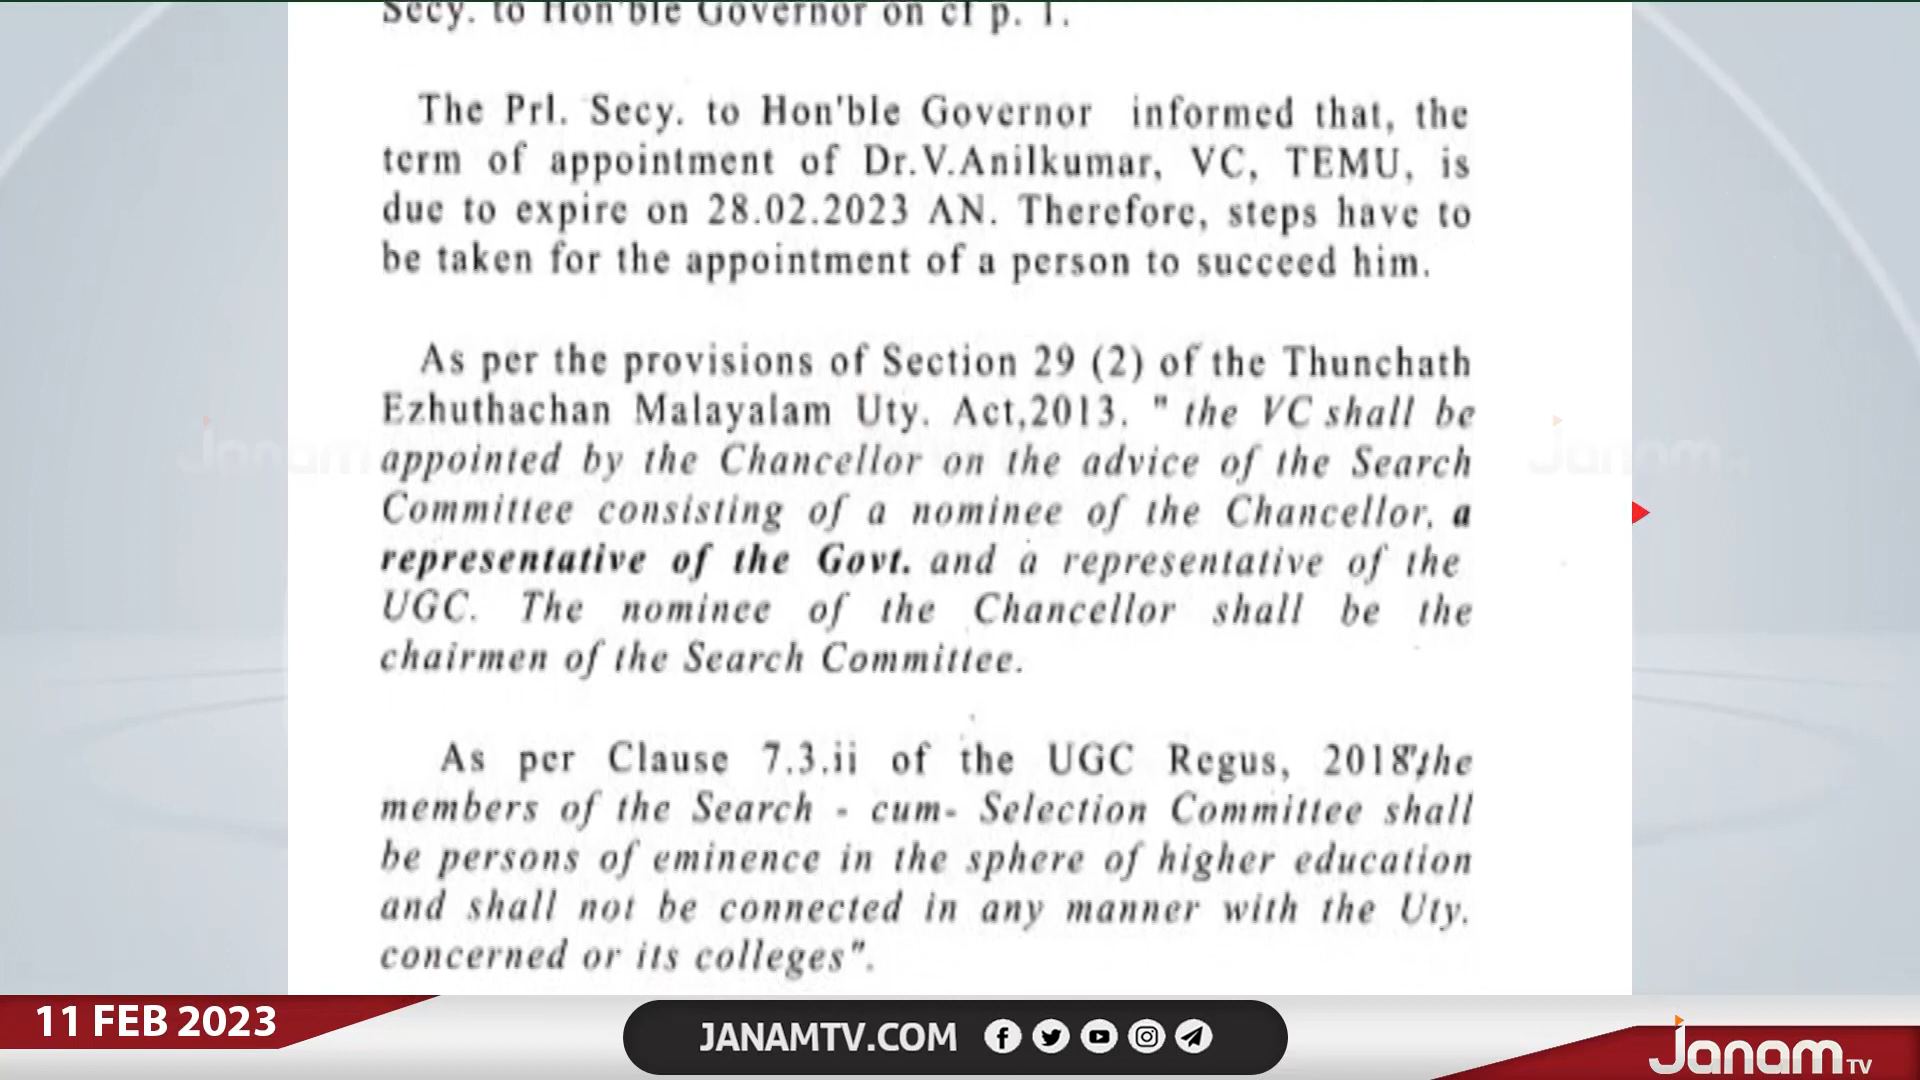 Secy. to Hon'ble Governor on cf p. 1.
The Prl. Secy. to Hon'ble Governor informed that, the
term of appointment of Dr.V.Anilkumar, VC, TEMU, is
due to expire on 28.02.2023 AN. Therefore, steps have to
be taken for the appointment of a person to succeed him.
As per the provisions of Section 29 (2) of the Thunchath
Ezhuthachan Malayalam Uty. Act,2013. " the VC shall be
appointed by the Chancellor on the advice of the Search
Committee consisting of a nominee of the Chancellor, a
representative of the Govt. and a representative of the
UGC. The nominee of the Chancellor shall be the
chairmen of the Search Committee.
As per Clause 7.3.ii of the UGC Regus, 2018"the
members of the Search - cum- Selection Committee shall
be persons of eminence in the sphere of higher education
and shall not be connected in any manner with the Uty.
concerned or its colleges".
Janam
Janam
11 FEB 2023
JANAMTV.COM
Janam TV